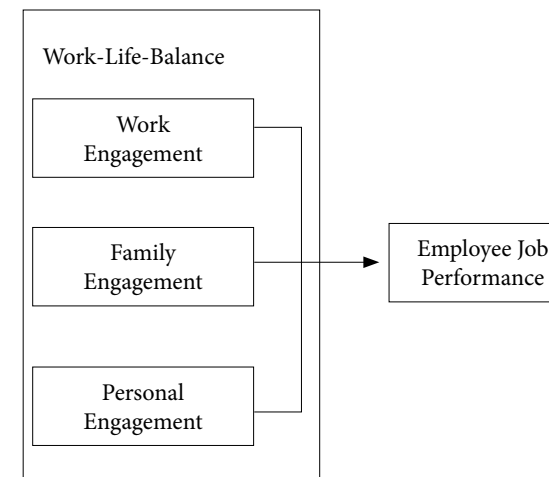 Work-Life-Balance
Work
Engagement
Family
Engagement
Personal
Engagement
Employee Job
Performance